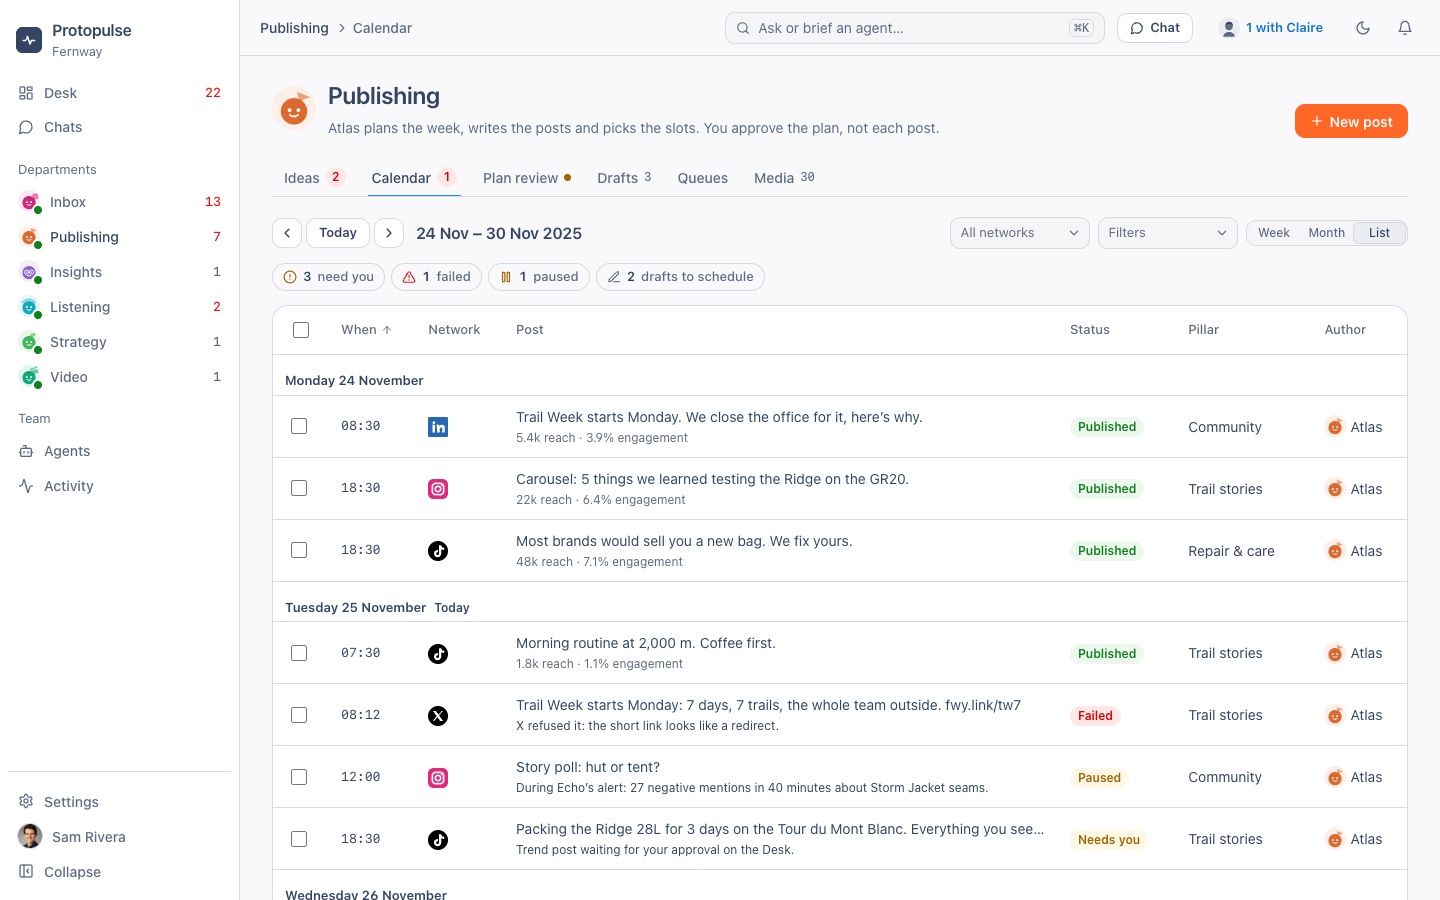 Protopulse
Fernway
Desk 22
Chats
Departments
Inbox 13
Publishing 7
Insights 1
Listening 2
Strategy 1
Video 1
Team
Agents
Activity
Settings
Sam Rivera
Collapse
Publishing > Calendar
Ask or brief an agent… ⌘K
Chat
1 with Claire
Publishing
Atlas plans the week, writes the posts and picks the slots. You approve the plan, not each post.
+ New post
Ideas 2 Calendar 1 Plan review Drafts 3 Queues Media 30
Today 24 Nov – 30 Nov 2025
All networks Filters Week Month List
3 need you 1 failed 1 paused 2 drafts to schedule
When ↑ Network Post Status Pillar Author
Monday 24 November
08:30 in Trail Week starts Monday. We close the office for it, here’s why. Published Community Atlas
5.4k reach · 3.9% engagement
18:30 Carousel: 5 things we learned testing the Ridge on the GR20. Published Trail stories Atlas
22k reach · 6.4% engagement
18:30 Most brands would sell you a new bag. We fix yours. Published Repair & care Atlas
48k reach · 7.1% engagement
Tuesday 25 November Today
07:30 Morning routine at 2,000 m. Coffee first. Published Trail stories Atlas
1.8k reach · 1.1% engagement
08:12 X Trail Week starts Monday: 7 days, 7 trails, the whole team outside. fwy.link/tw7 Failed Trail stories Atlas
X refused it: the short link looks like a redirect.
12:00 Story poll: hut or tent? Paused Community Atlas
During Echo’s alert: 27 negative mentions in 40 minutes about Storm Jacket seams.
18:30 Packing the Ridge 28L for 3 days on the Tour du Mont Blanc. Everything you see… Needs you Trail stories Atlas
Trend post waiting for your approval on the Desk.
Wednesday 26 November